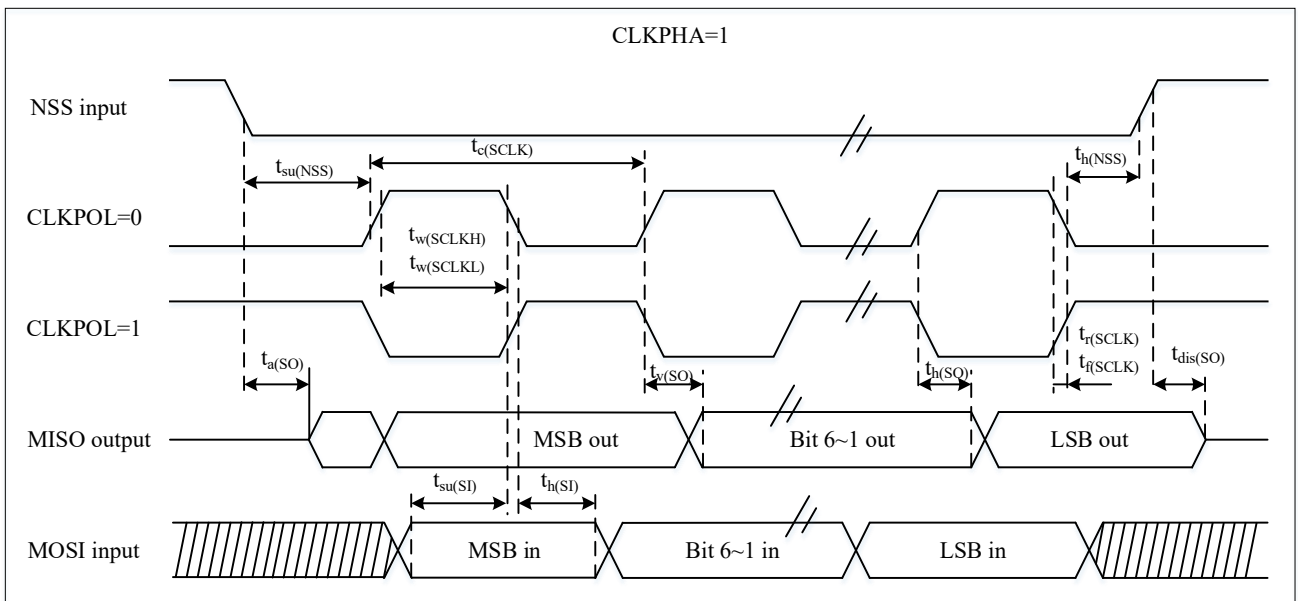 CLKPHA=1
NSS input
tc(SCLK)
tsu(NSS)
th(NSS)
CLKPOL=0
tw(SCLKH)
tw(SCLKL)
CLKPOL=1
tr(SCLK)
tf(SCLK)
ta(SO)
tv(SO)
th(SO)
tdis(SO)
MISO output
MSB out
Bit 6~1 out
LSB out
tsu(SI)
th(SI)
MOSI input
MSB in
Bit 6~1 in
LSB in